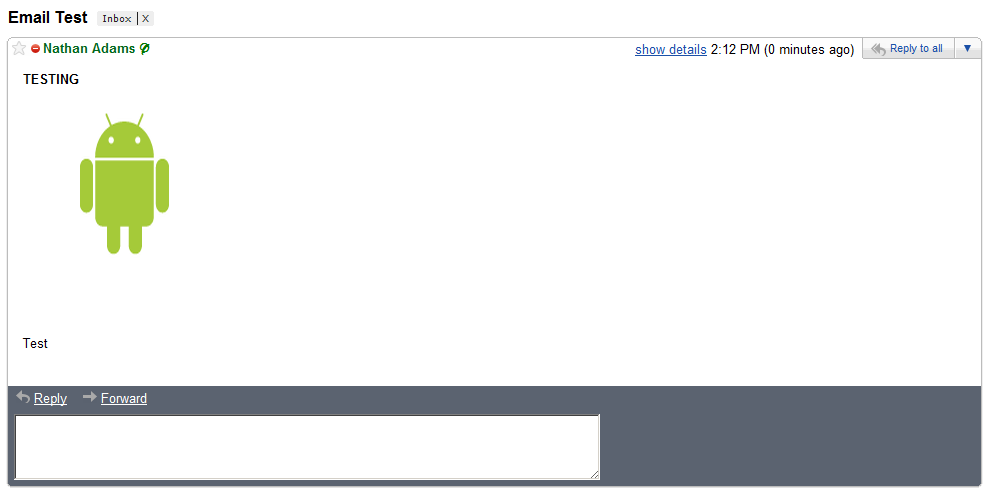 Email Test Inbox X
Nathan Adams show details 2:12 PM (0 minutes ago) Reply to all
TESTING
Test
Reply Forward